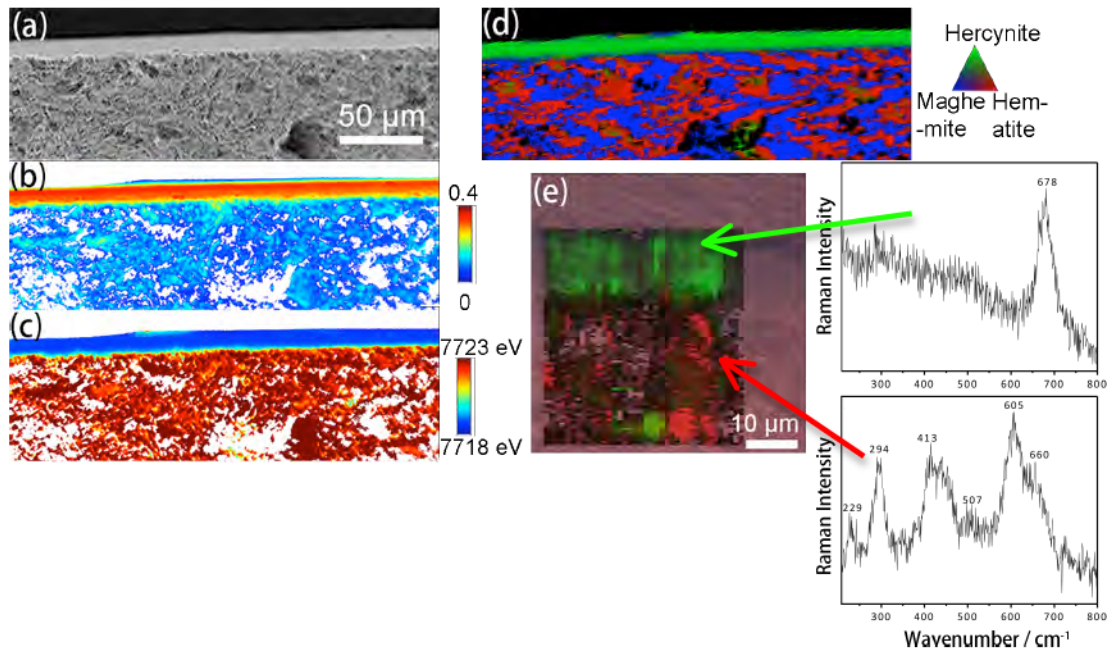 (a)
50 μm
(b)
0.4
0
(c)
7723 eV
7718 eV
(d)
Hercynite
Maghe Hem-
-mite atite
(e)
10 μm
Raman Intensity
678
300 400 500 600 700 800
Raman Intensity
229
294
413
507
605
660
300 400 500 600 700 800
Wavenumber / cm⁻¹